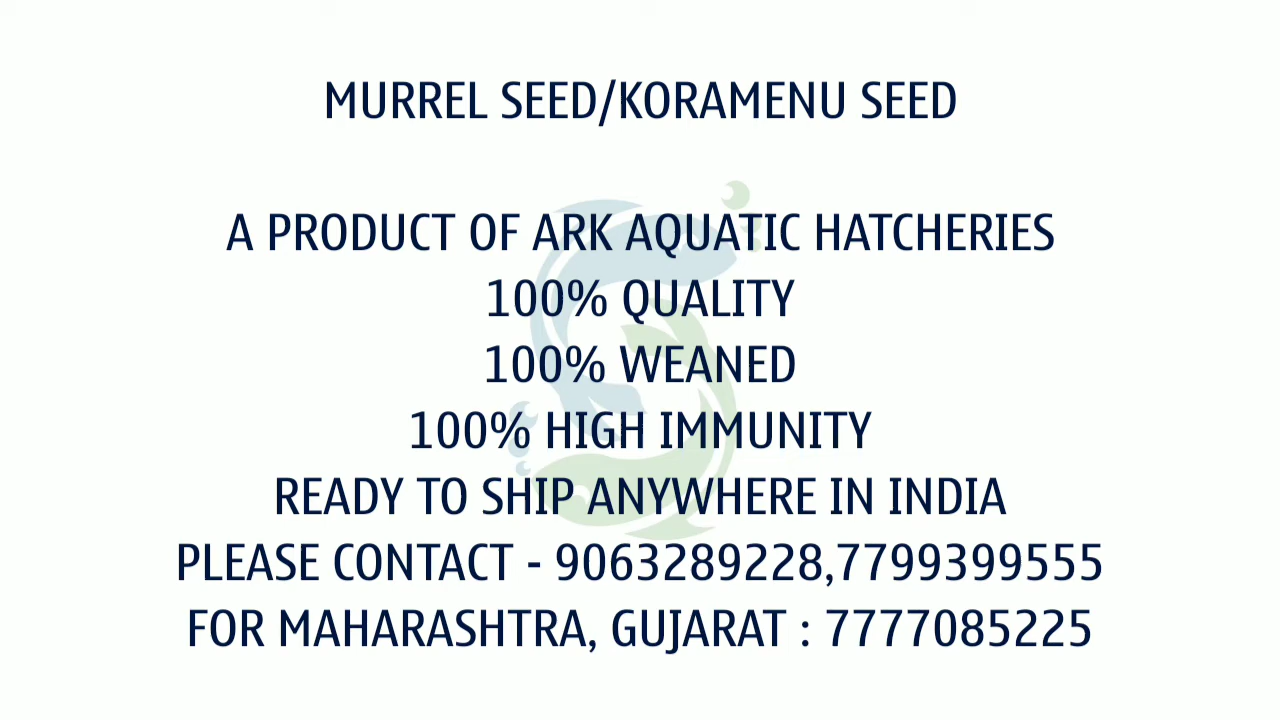 MURREL SEED/KORAMENU SEED
A PRODUCT OF ARK AQUATIC HATCHERIES
100% QUALITY
100% WEANED
100% HIGH IMMUNITY
READY TO SHIP ANYWHERE IN INDIA
PLEASE CONTACT - 9063289228,7799399555
FOR MAHARASHTRA, GUJARAT : 7777085225